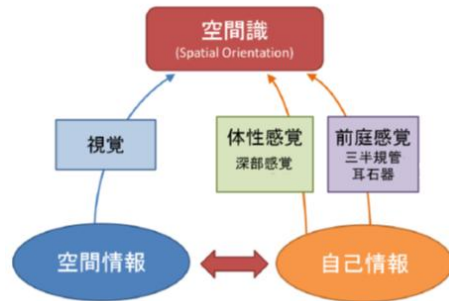 空間識
(Spatial Orientation)
視覚
体性感覚
深部感覚
前庭感覚
三半規管
耳石器
空間情報
自己情報